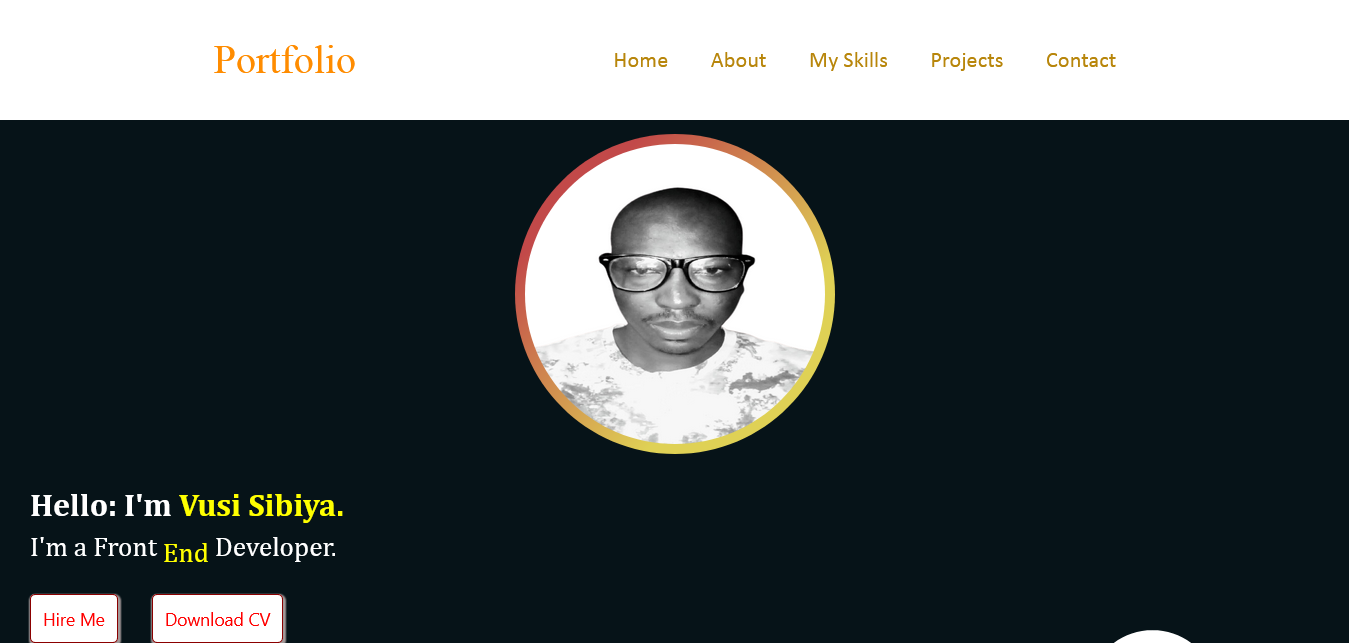 Portfolio
Home About My Skills Projects Contact
Hello: I'm Vusi Sibiya.
I'm a Front End Developer.
Hire Me Download CV